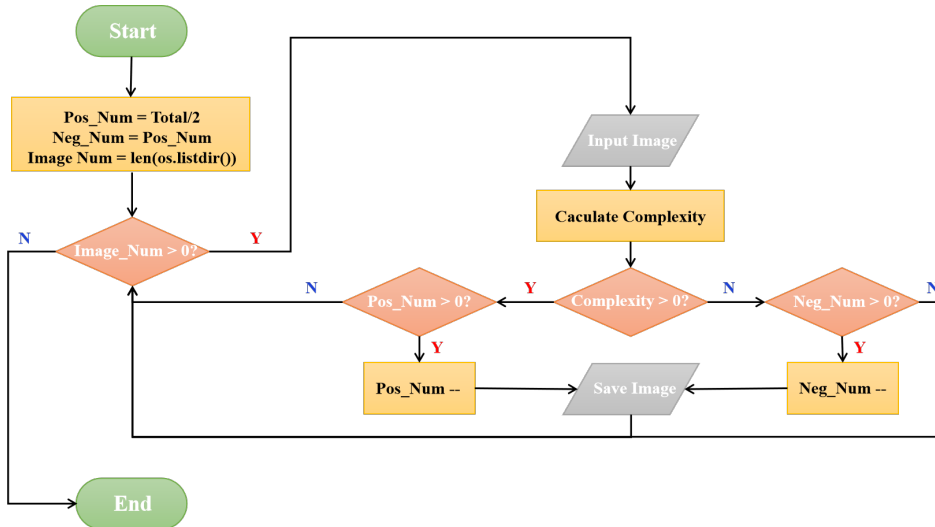 Start
Pos_Num = Total/2
Neg_Num = Pos_Num
Image Num = len(os.listdir())
Input Image
Caculate Complexity
N
Image_Num > 0?
Y
N
Pos_Num > 0?
Y
Complexity > 0?
N
Neg_Num > 0?
N
Y
Y
Pos_Num --
Save Image
Neg_Num --
End